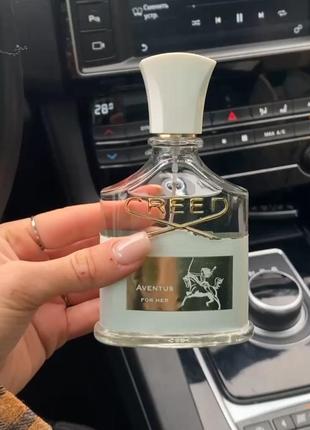 Сменить
устр.
28°
MAX A/C
CREED
AVENTUS
FOR HER